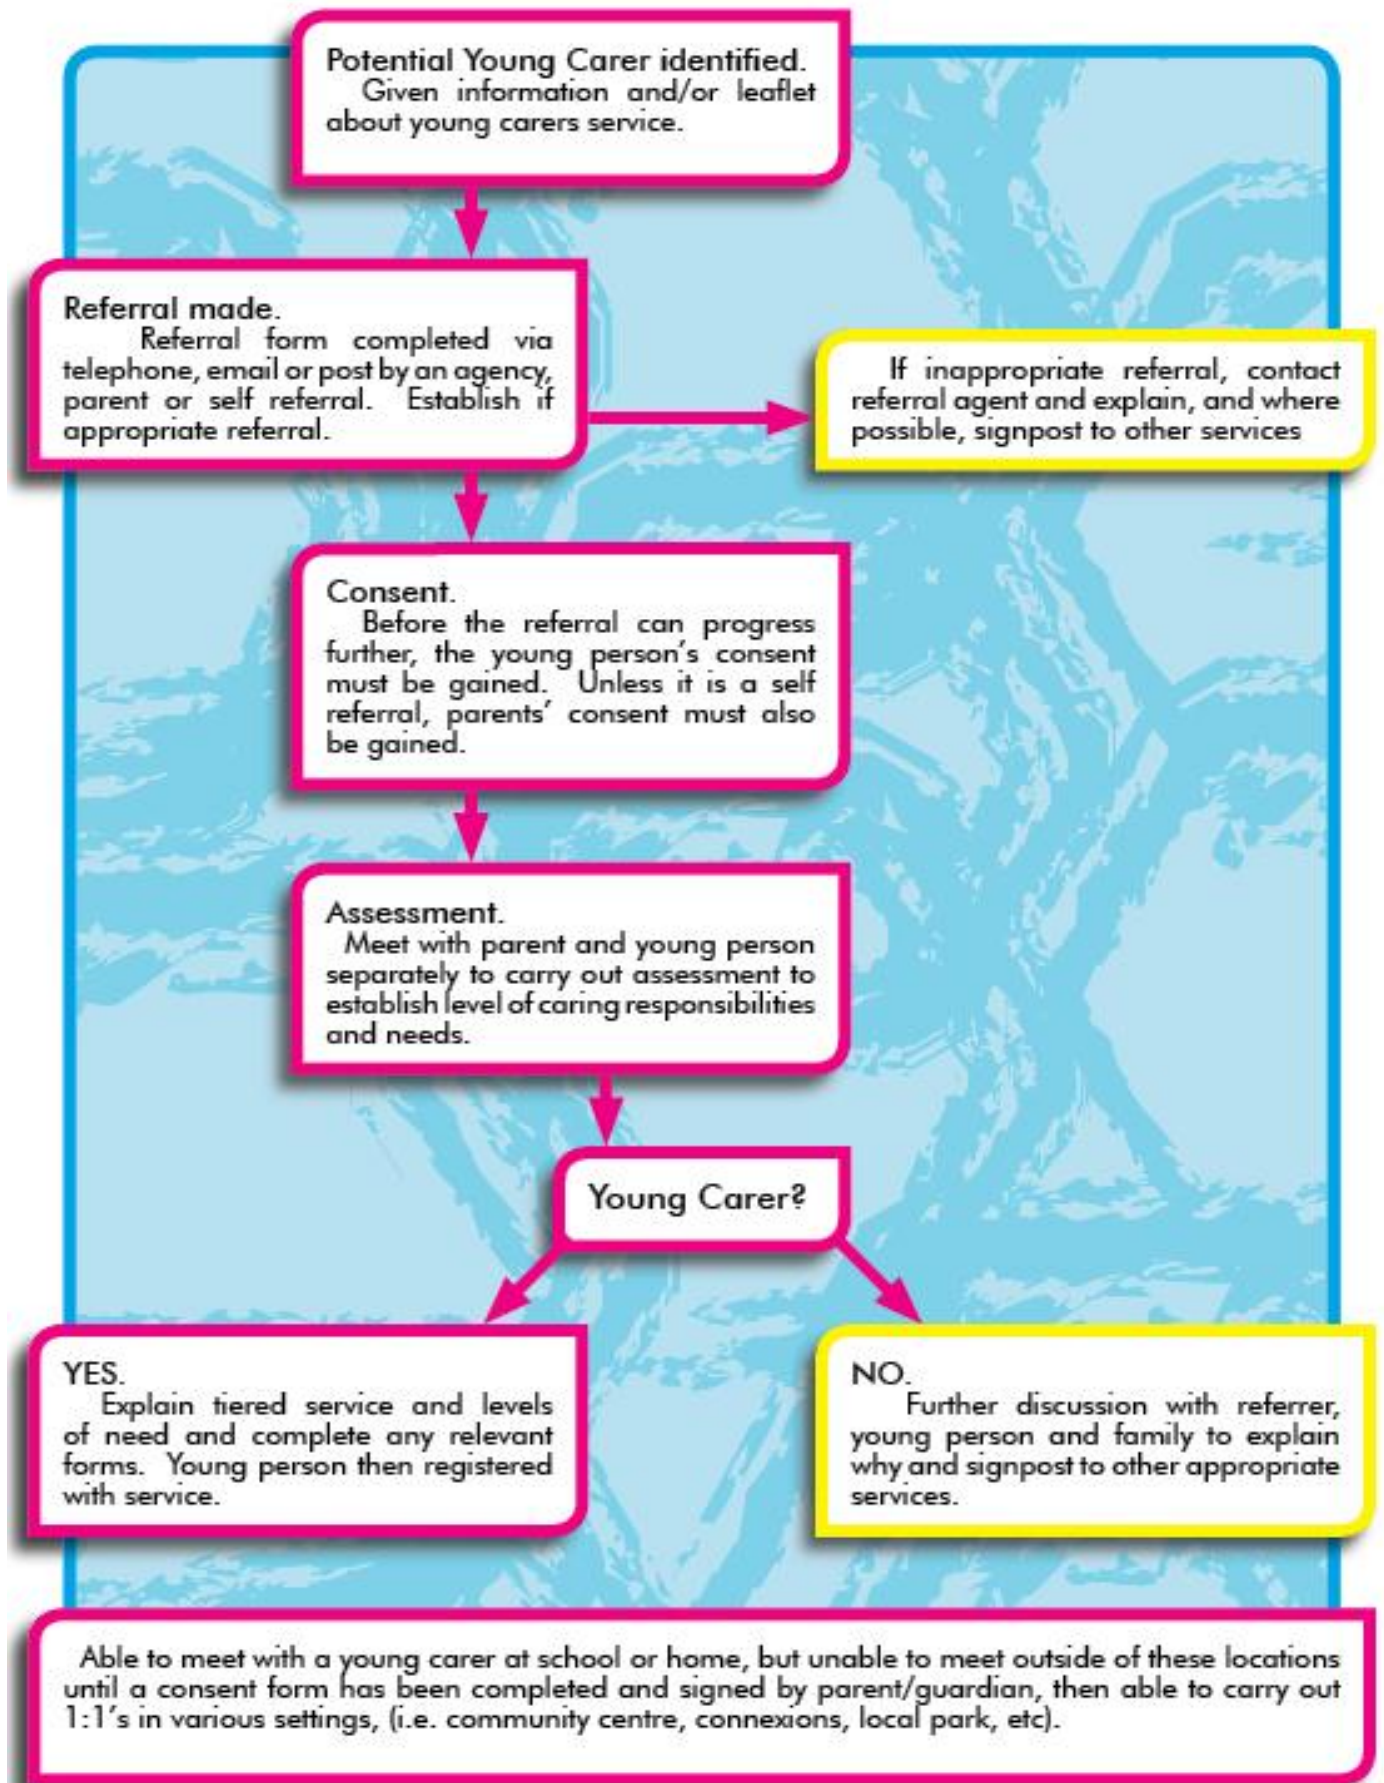 Potential Young Carer identified.
Given information and/or leaflet
about young carers service.
Referral made.
Referral form completed via
telephone, email or post by an agency,
parent or self referral. Establish if
appropriate referral.
If inappropriate referral, contact
referral agent and explain, and where
possible, signpost to other services
Consent.
Before the referral can progress
further, the young person's consent
must be gained. Unless it is a self
referral, parents' consent must also
be gained.
Assessment.
Meet with parent and young person
separately to carry out assessment to
establish level of caring responsibilities
and needs.
Young Carer?
YES.
Explain tiered service and levels
of need and complete any relevant
forms. Young person then registered
with service.
NO.
Further discussion with referrer,
young person and family to explain
why and signpost to other appropriate
services.
Able to meet with a young carer at school or home, but unable to meet outside of these locations
until a consent form has been completed and signed by parent/guardian, then able to carry out
1:1's in various settings, (i.e. community centre, connexions, local park, etc).